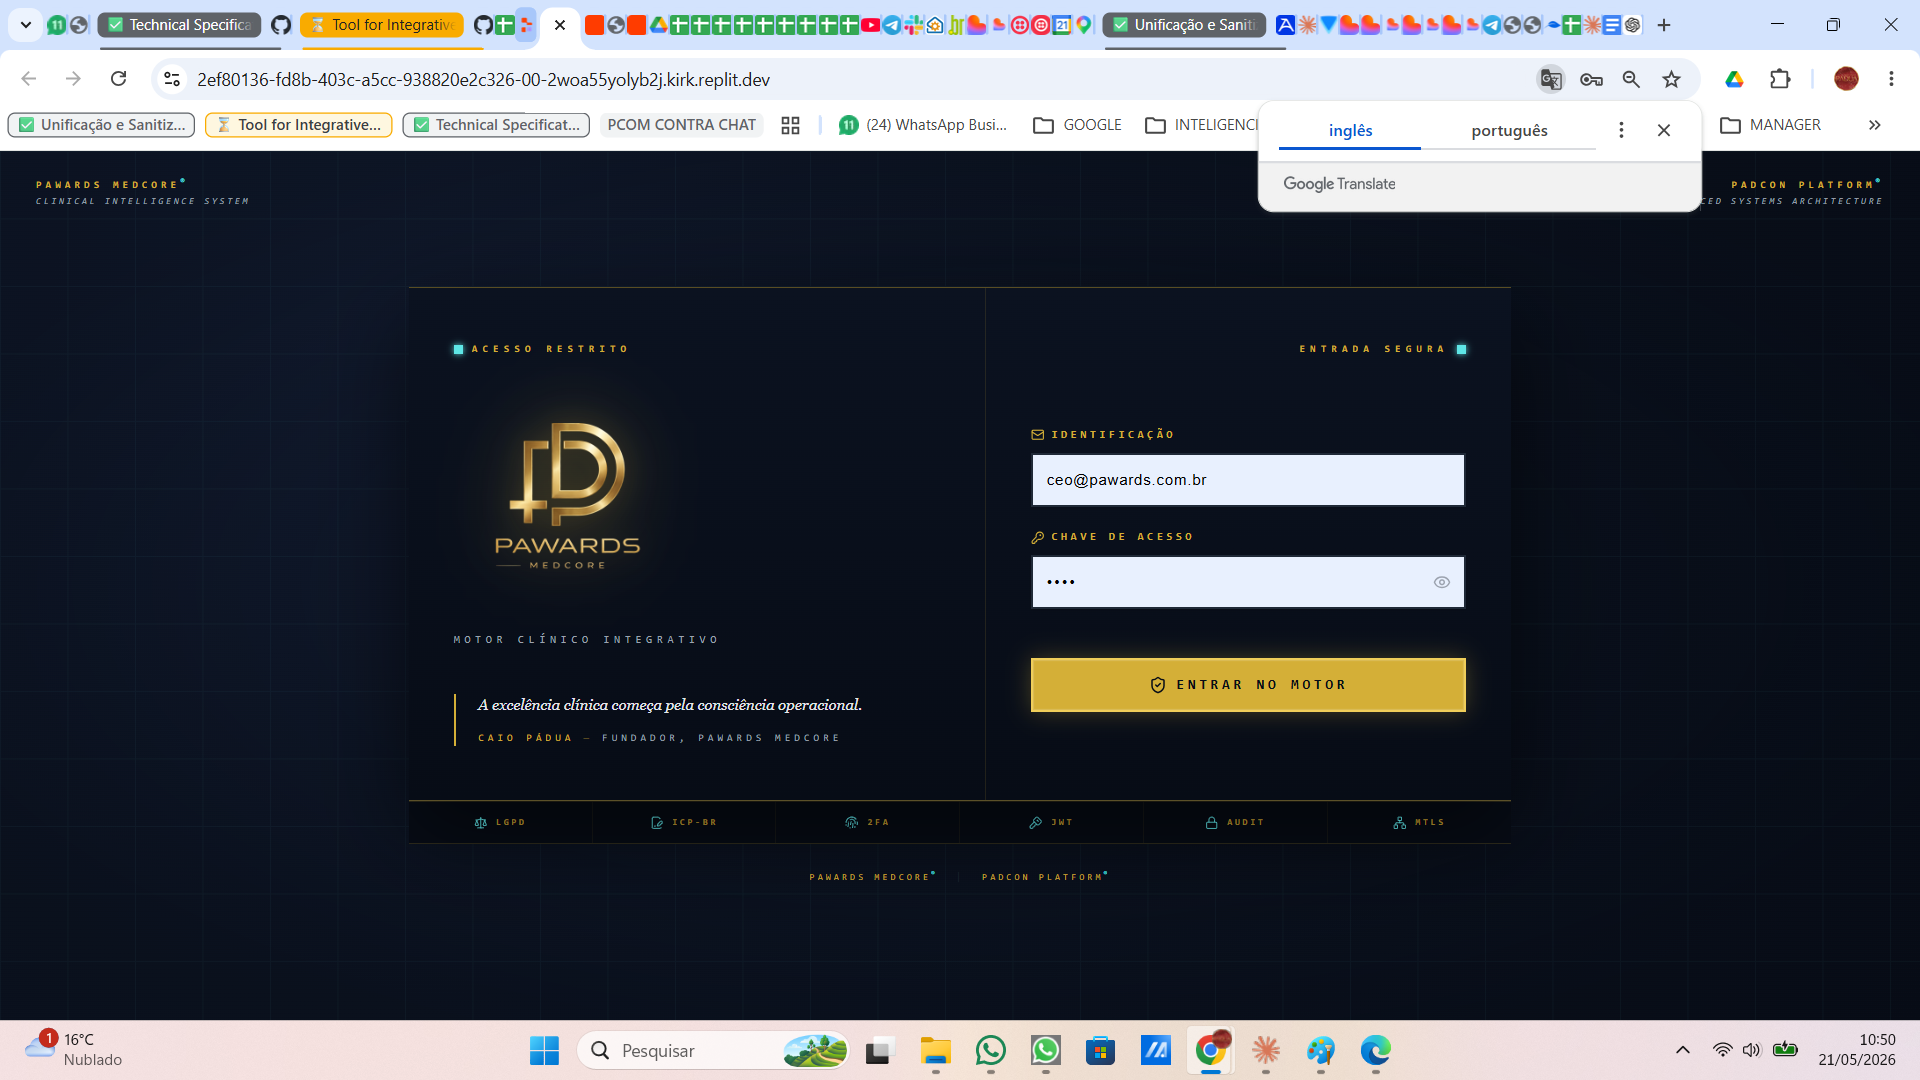 Technical Specifica
Tool for Integrative
Unificação e Saniti
2ef80136-fd8b-403c-a5cc-938820e2c326-00-2woa55yolyb2j.kirk.replit.dev
Unificação e Sanitiz...
Tool for Integrative...
Technical Specificat...
PCOM CONTRA CHAT
(24) WhatsApp Busi...
GOOGLE
INTELIGENCI
MANAGER
inglês
português
Google Translate
PAWARDS MEDCORE
CLINICAL INTELLIGENCE SYSTEM
PADCON PLATFORM
CED SYSTEMS ARCHITECTURE
ACESSO RESTRITO
PAWARDS
MEDCORE
MOTOR CLÍNICO INTEGRATIVO
A excelência clínica começa pela consciência operacional.
CAIO PÁDUA — FUNDADOR, PAWARDS MEDCORE
ENTRADA SEGURA
IDENTIFICAÇÃO
ceo@pawards.com.br
CHAVE DE ACESSO
••••
ENTRAR NO MOTOR
LGPD
ICP-BR
2FA
JWT
AUDIT
MTLS
PAWARDS MEDCORE
PADCON PLATFORM
1
16°C
Nublado
Pesquisar
10:50
21/05/2026